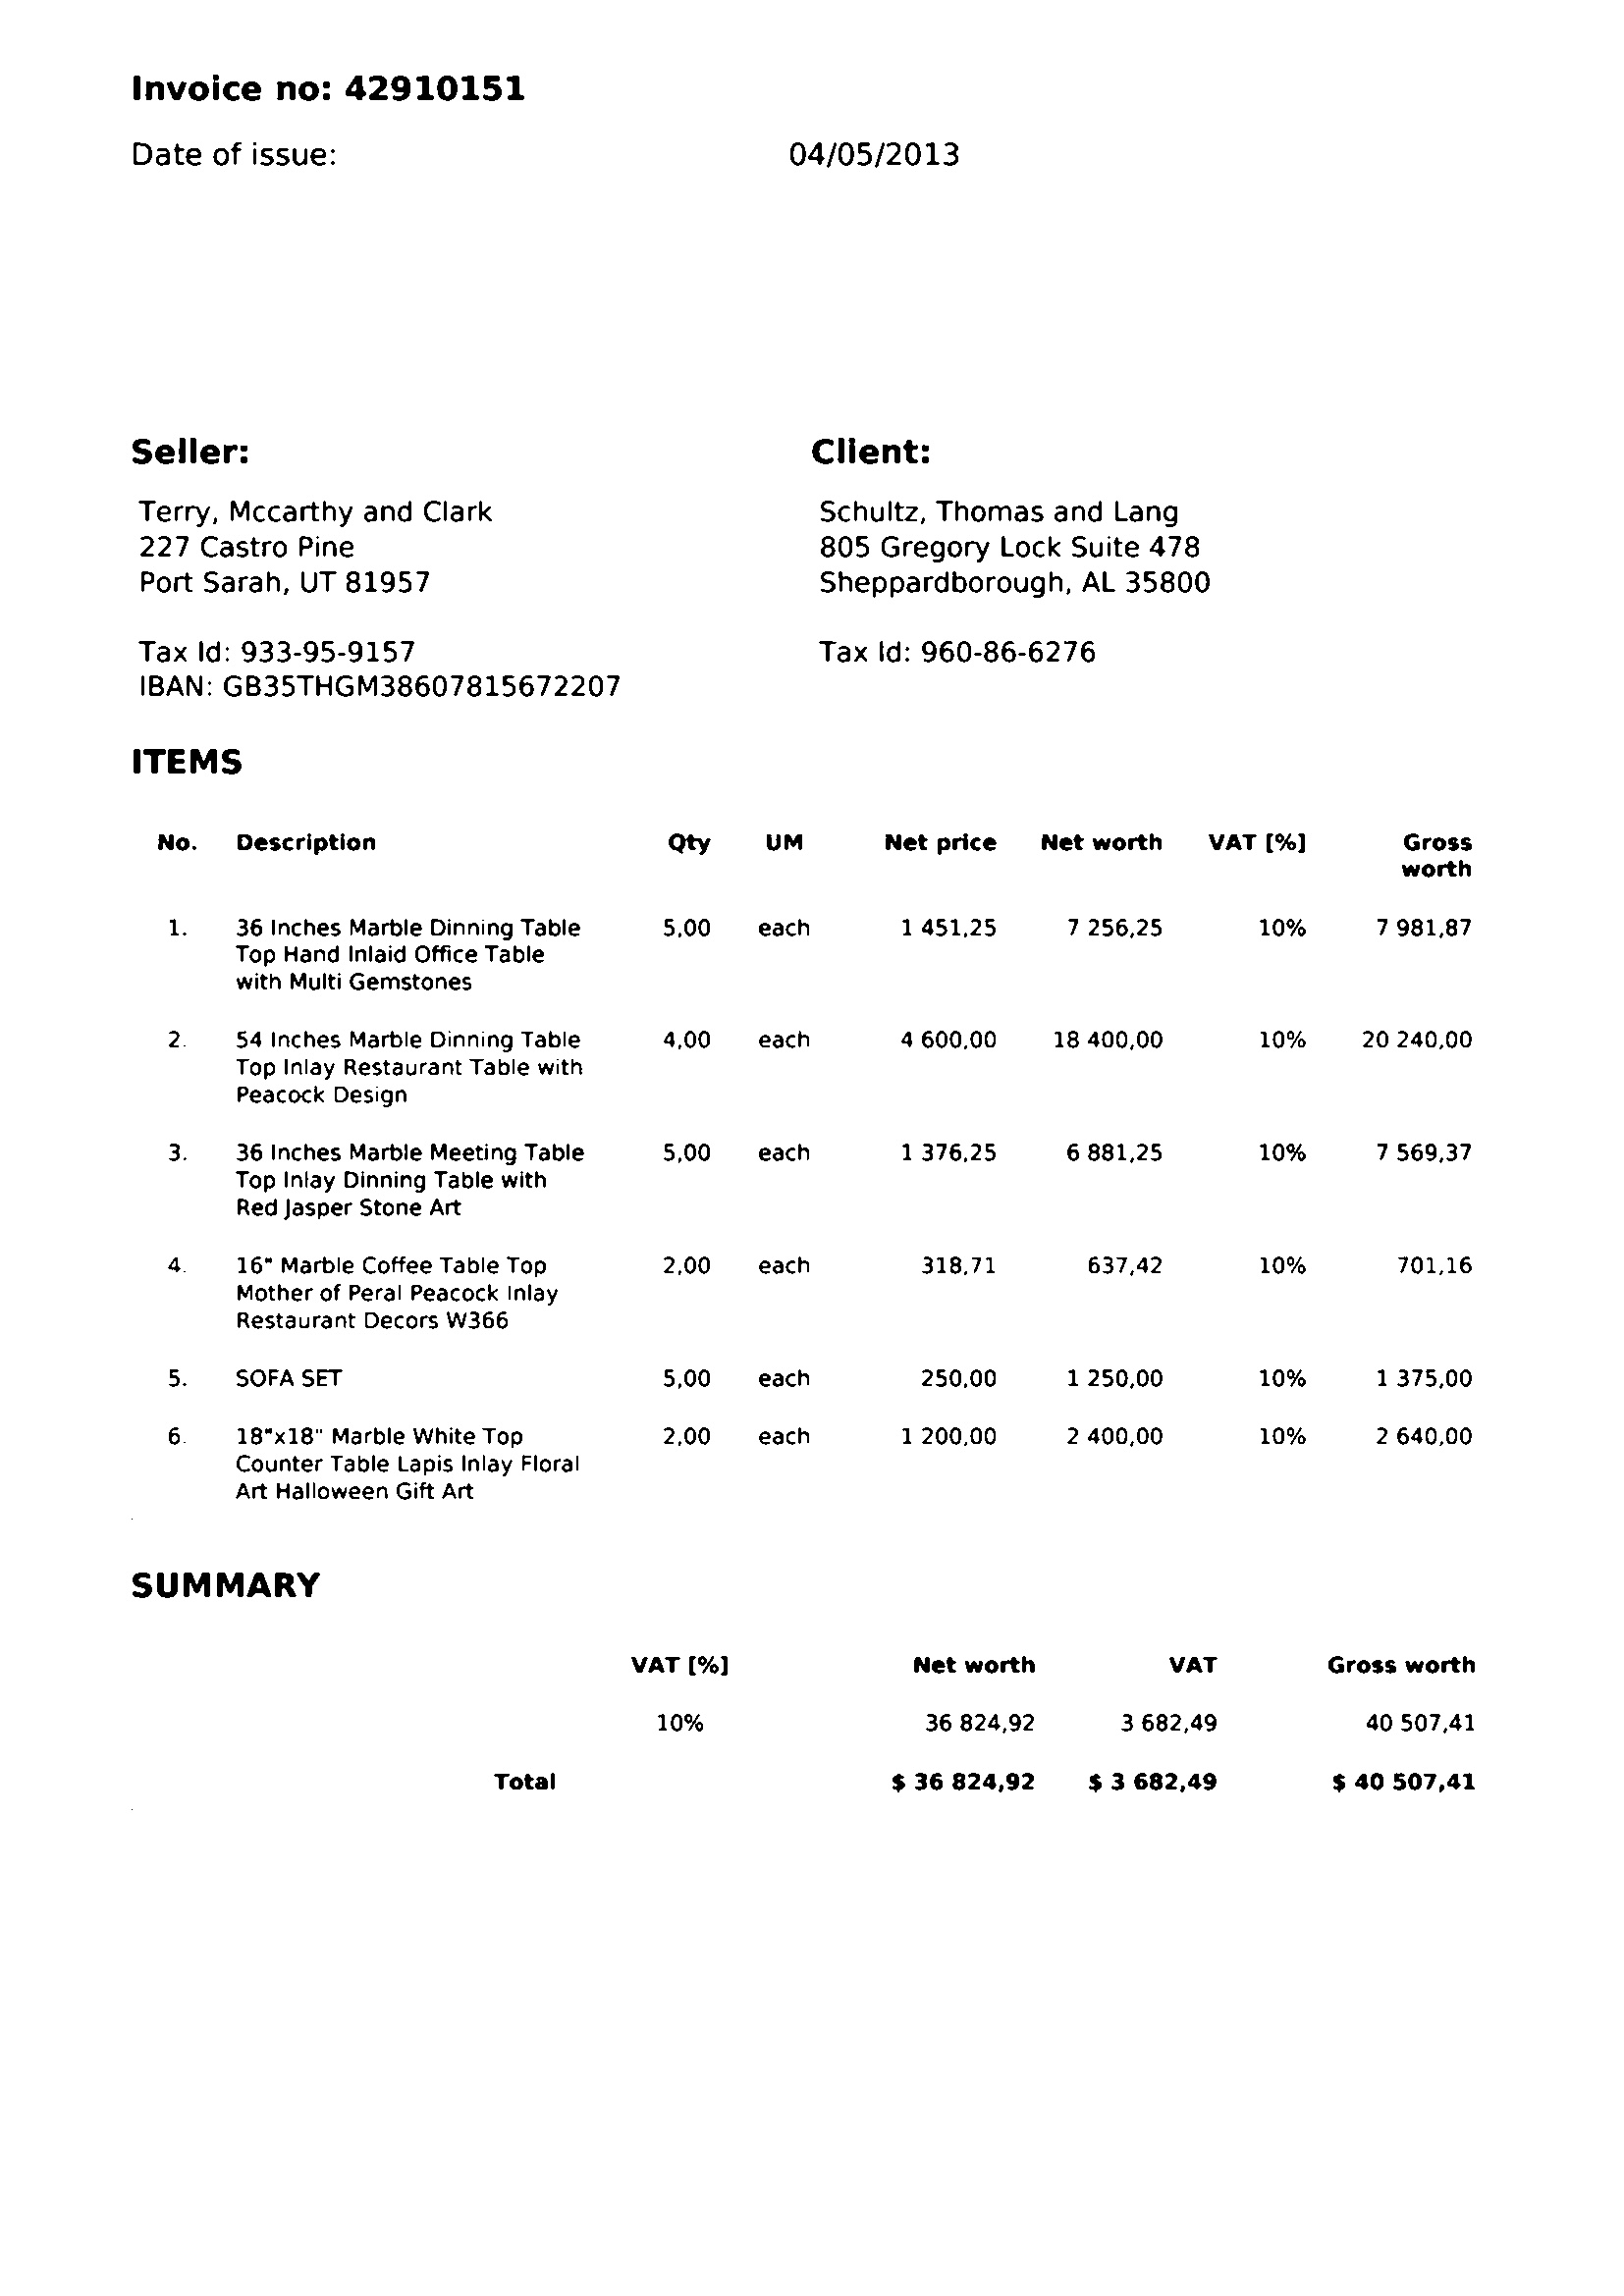 Invoice no: 42910151
Date of issue: 04/05/2013
Seller: Client:
Terry, Mccarthy and Clark Schultz, Thomas and Lang
227 Castro Pine 805 Gregory Lock Suite 478
Port Sarah, UT 81957 Sheppardborough, AL 35800
Tax Id: 933-95-9157 Tax Id: 960-86-6276
IBAN: GB35THGM38607815672207
ITEMS
No. Description Qty UM Net price Net worth VAT [%] Gross
worth
1. 36 Inches Marble Dinning Table 5,00 each 1 451,25 7 256,25 10% 7 981,87
Top Hand Inlaid Office Table
with Multi Gemstones
2. 54 Inches Marble Dinning Table 4,00 each 4 600,00 18 400,00 10% 20 240,00
Top Inlay Restaurant Table with
Peacock Design
3. 36 Inches Marble Meeting Table 5,00 each 1 376,25 6 881,25 10% 7 569,37
Top Inlay Dinning Table with
Red Jasper Stone Art
4. 16" Marble Coffee Table Top 2,00 each 318,71 637,42 10% 701,16
Mother of Peral Peacock Inlay
Restaurant Decors W366
5. SOFA SET 5,00 each 250,00 1 250,00 10% 1 375,00
6. 18"x18" Marble White Top 2,00 each 1 200,00 2 400,00 10% 2 640,00
Counter Table Lapis Inlay Floral
Art Halloween Gift Art
SUMMARY
VAT [%] Net worth VAT Gross worth
10% 36 824,92 3 682,49 40 507,41
Total $ 36 824,92 $ 3 682,49 $ 40 507,41